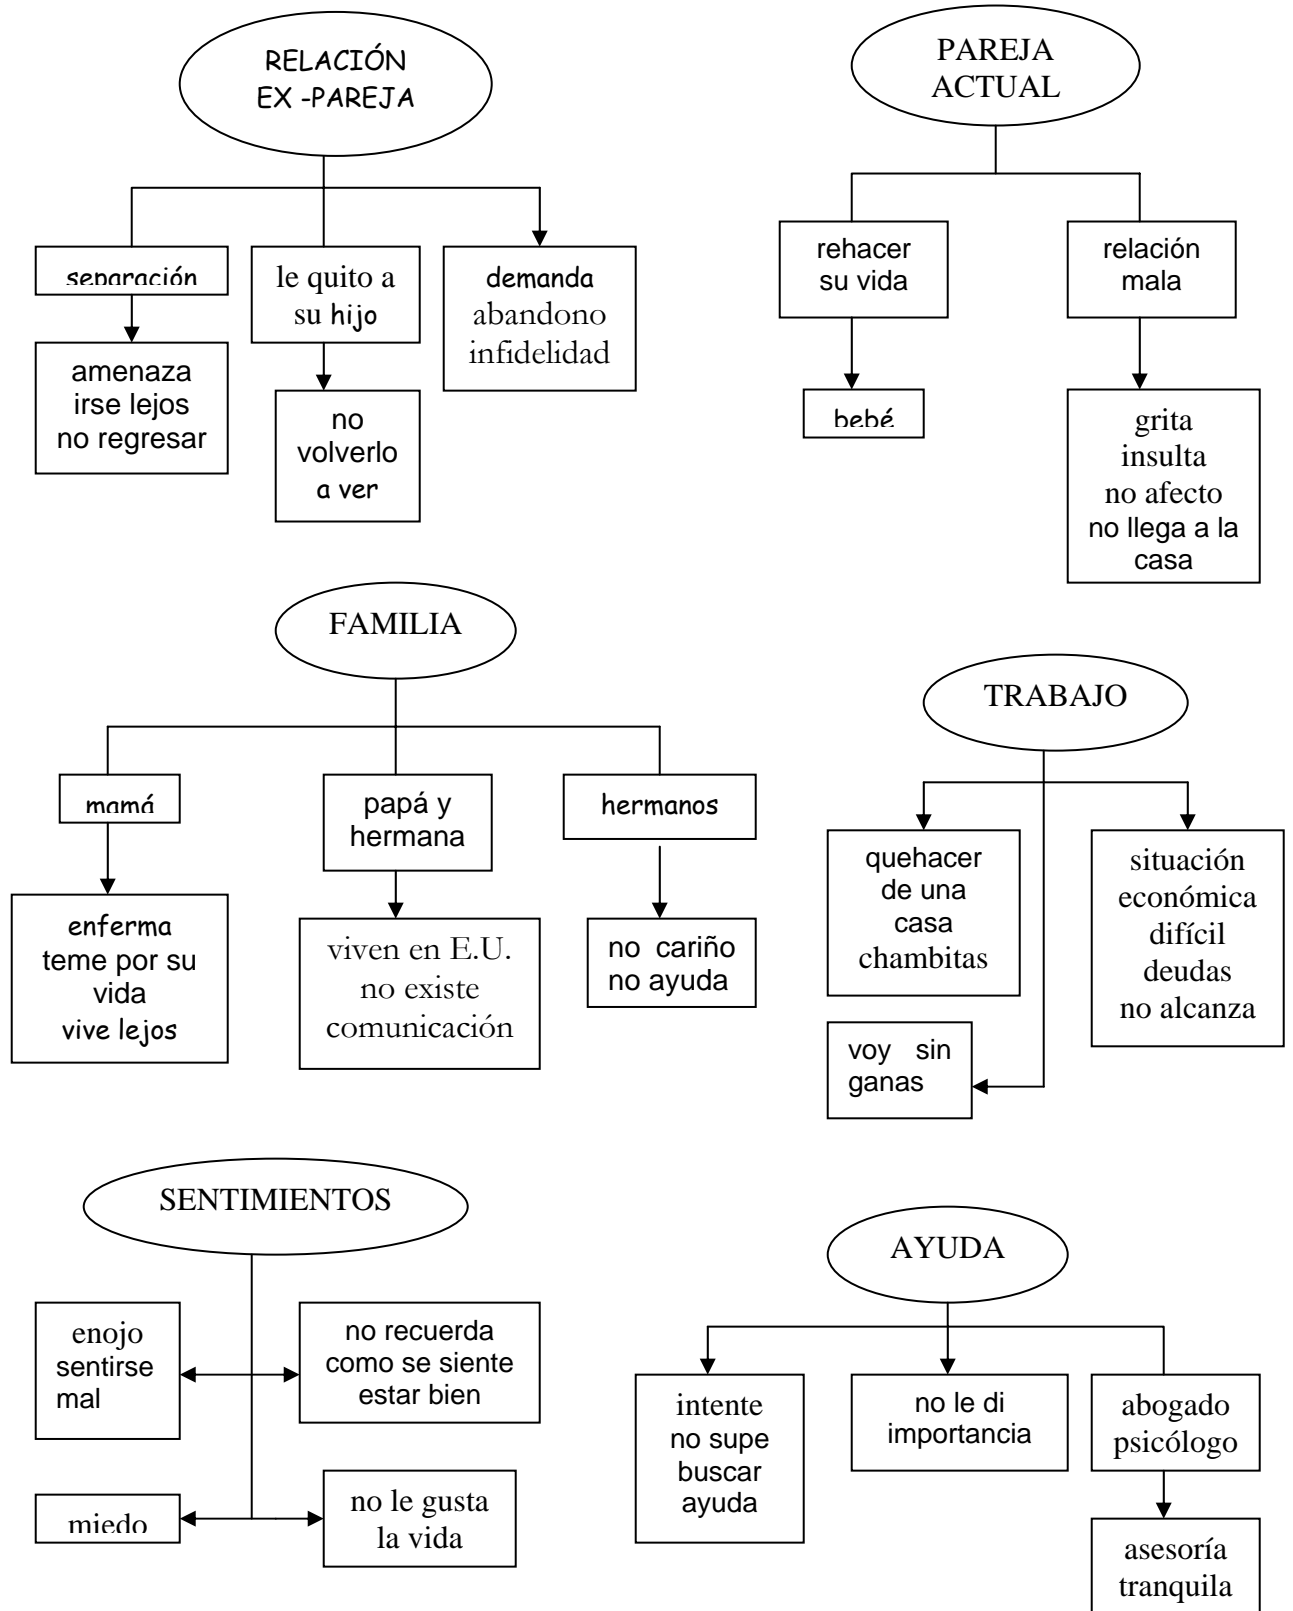 RELACIÓN
EX -PAREJA
separación
le quito a
su hijo
demanda
abandono
infidelidad
amenaza
irse lejos
no regresar
no
volverlo
a ver
PAREJA
ACTUAL
rehacer
su vida
relación
mala
bebé
grita
insulta
no afecto
no llega a la
casa
FAMILIA
mamá
papá y
hermana
hermanos
enferma
teme por su
vida
vive lejos
viven en E.U.
no existe
comunicación
no cariño
no ayuda
TRABAJO
quehacer
de una
casa
chambitas
situación
económica
difícil
deudas
no alcanza
voy sin
ganas
SENTIMIENTOS
enojo
sentirse
mal
no recuerda
como se siente
estar bien
miedo
no le gusta
la vida
AYUDA
intente
no supe
buscar
ayuda
no le di
importancia
abogado
psicólogo
asesoría
tranquila